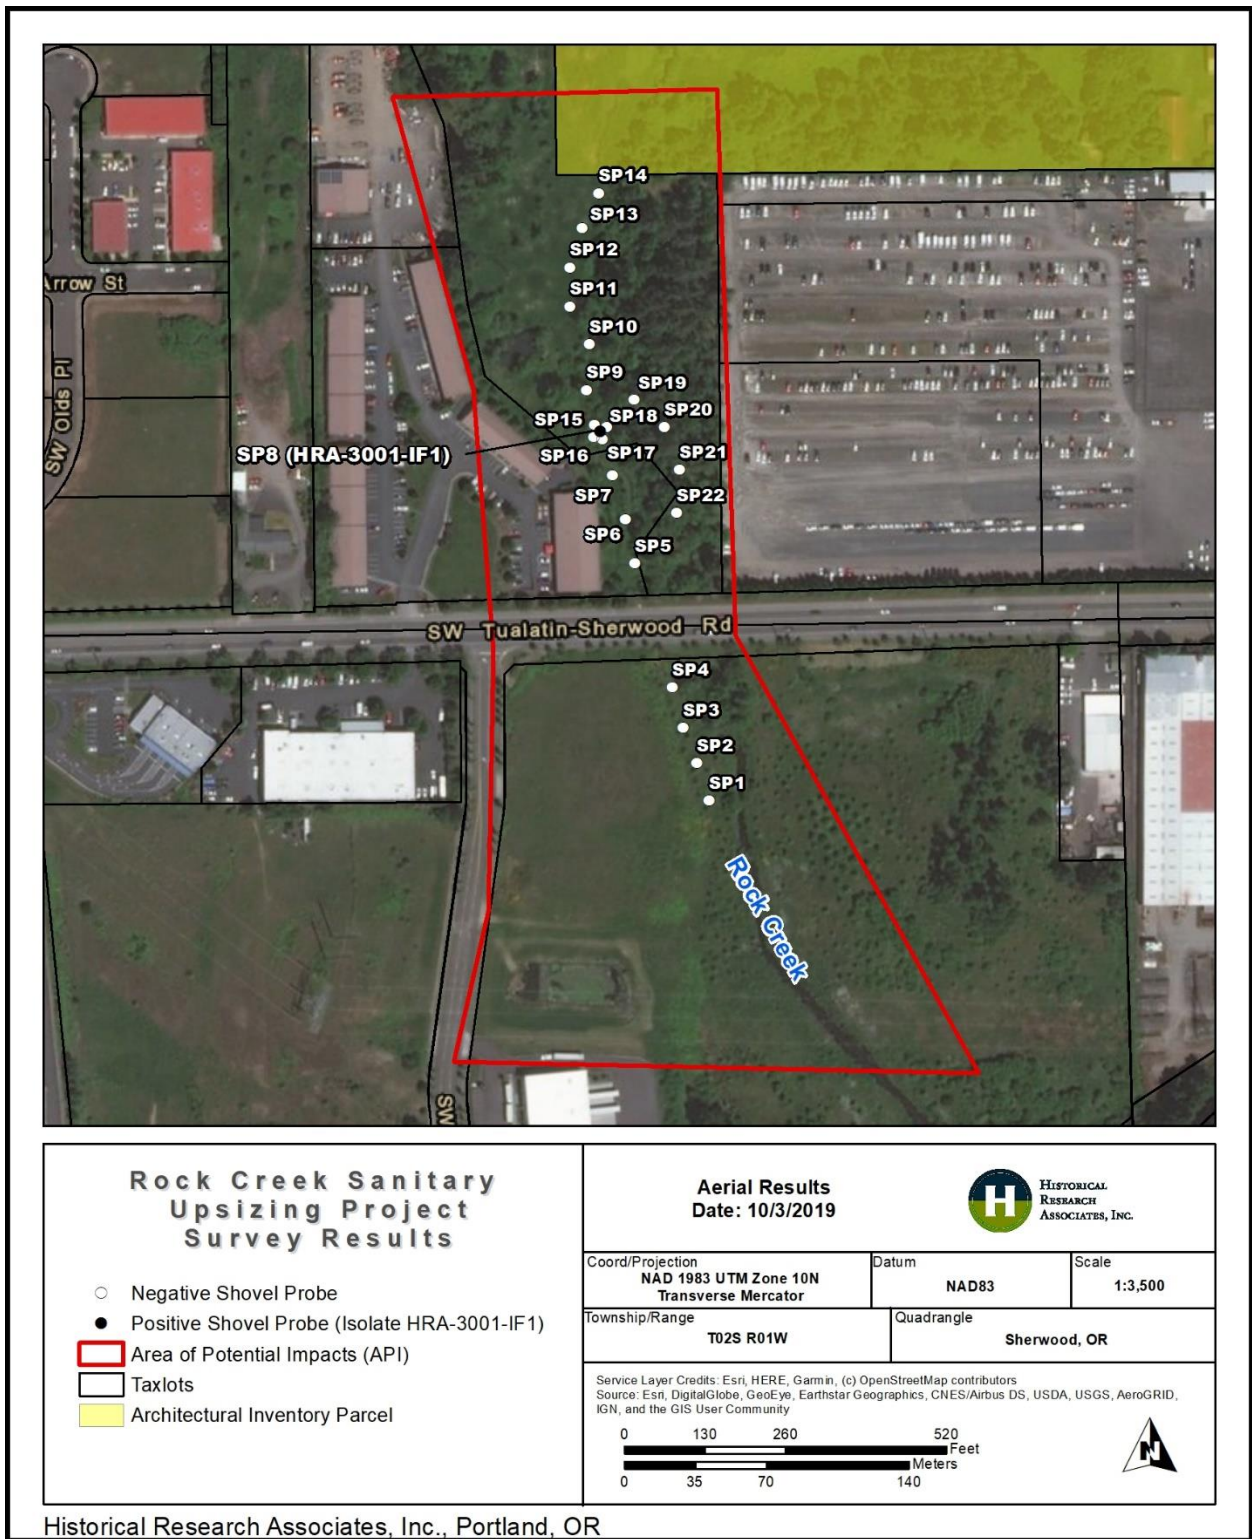 SP14
SP13
SP12
SP11
SP10
SP9
SP19
SP15
SP18
SP20
SP8 (HRA-3001-IF1)
SP16
SP17
SP21
SP7
SP22
SP6
SP5
Arrow St
SW Olds Pl
SW Tualatin-Sherwood Rd
SP4
SP3
SP2
SP1
Rock Creek
SW
Rock Creek Sanitary
Upsizing Project
Survey Results
Negative Shovel Probe
Positive Shovel Probe (Isolate HRA-3001-IF1)
Area of Potential Impacts (API)
Taxlots
Architectural Inventory Parcel
Aerial Results
Date: 10/3/2019
H
HISTORICAL
RESEARCH
ASSOCIATES, INC.
Coord/Projection
NAD 1983 UTM Zone 10N
Transverse Mercator
Datum
NAD83
Scale
1:3,500
Township/Range
T02S R01W
Quadrangle
Sherwood, OR
Service Layer Credits: Esri, HERE, Garmin, (c) OpenStreetMap contributors
Source: Esri, DigitalGlobe, GeoEye, Earthstar Geographics, CNES/Airbus DS, USDA, USGS, AeroGRID,
IGN, and the GIS User Community
0 130 260 520
Feet
Meters
0 35 70 140
N
Historical Research Associates, Inc., Portland, OR